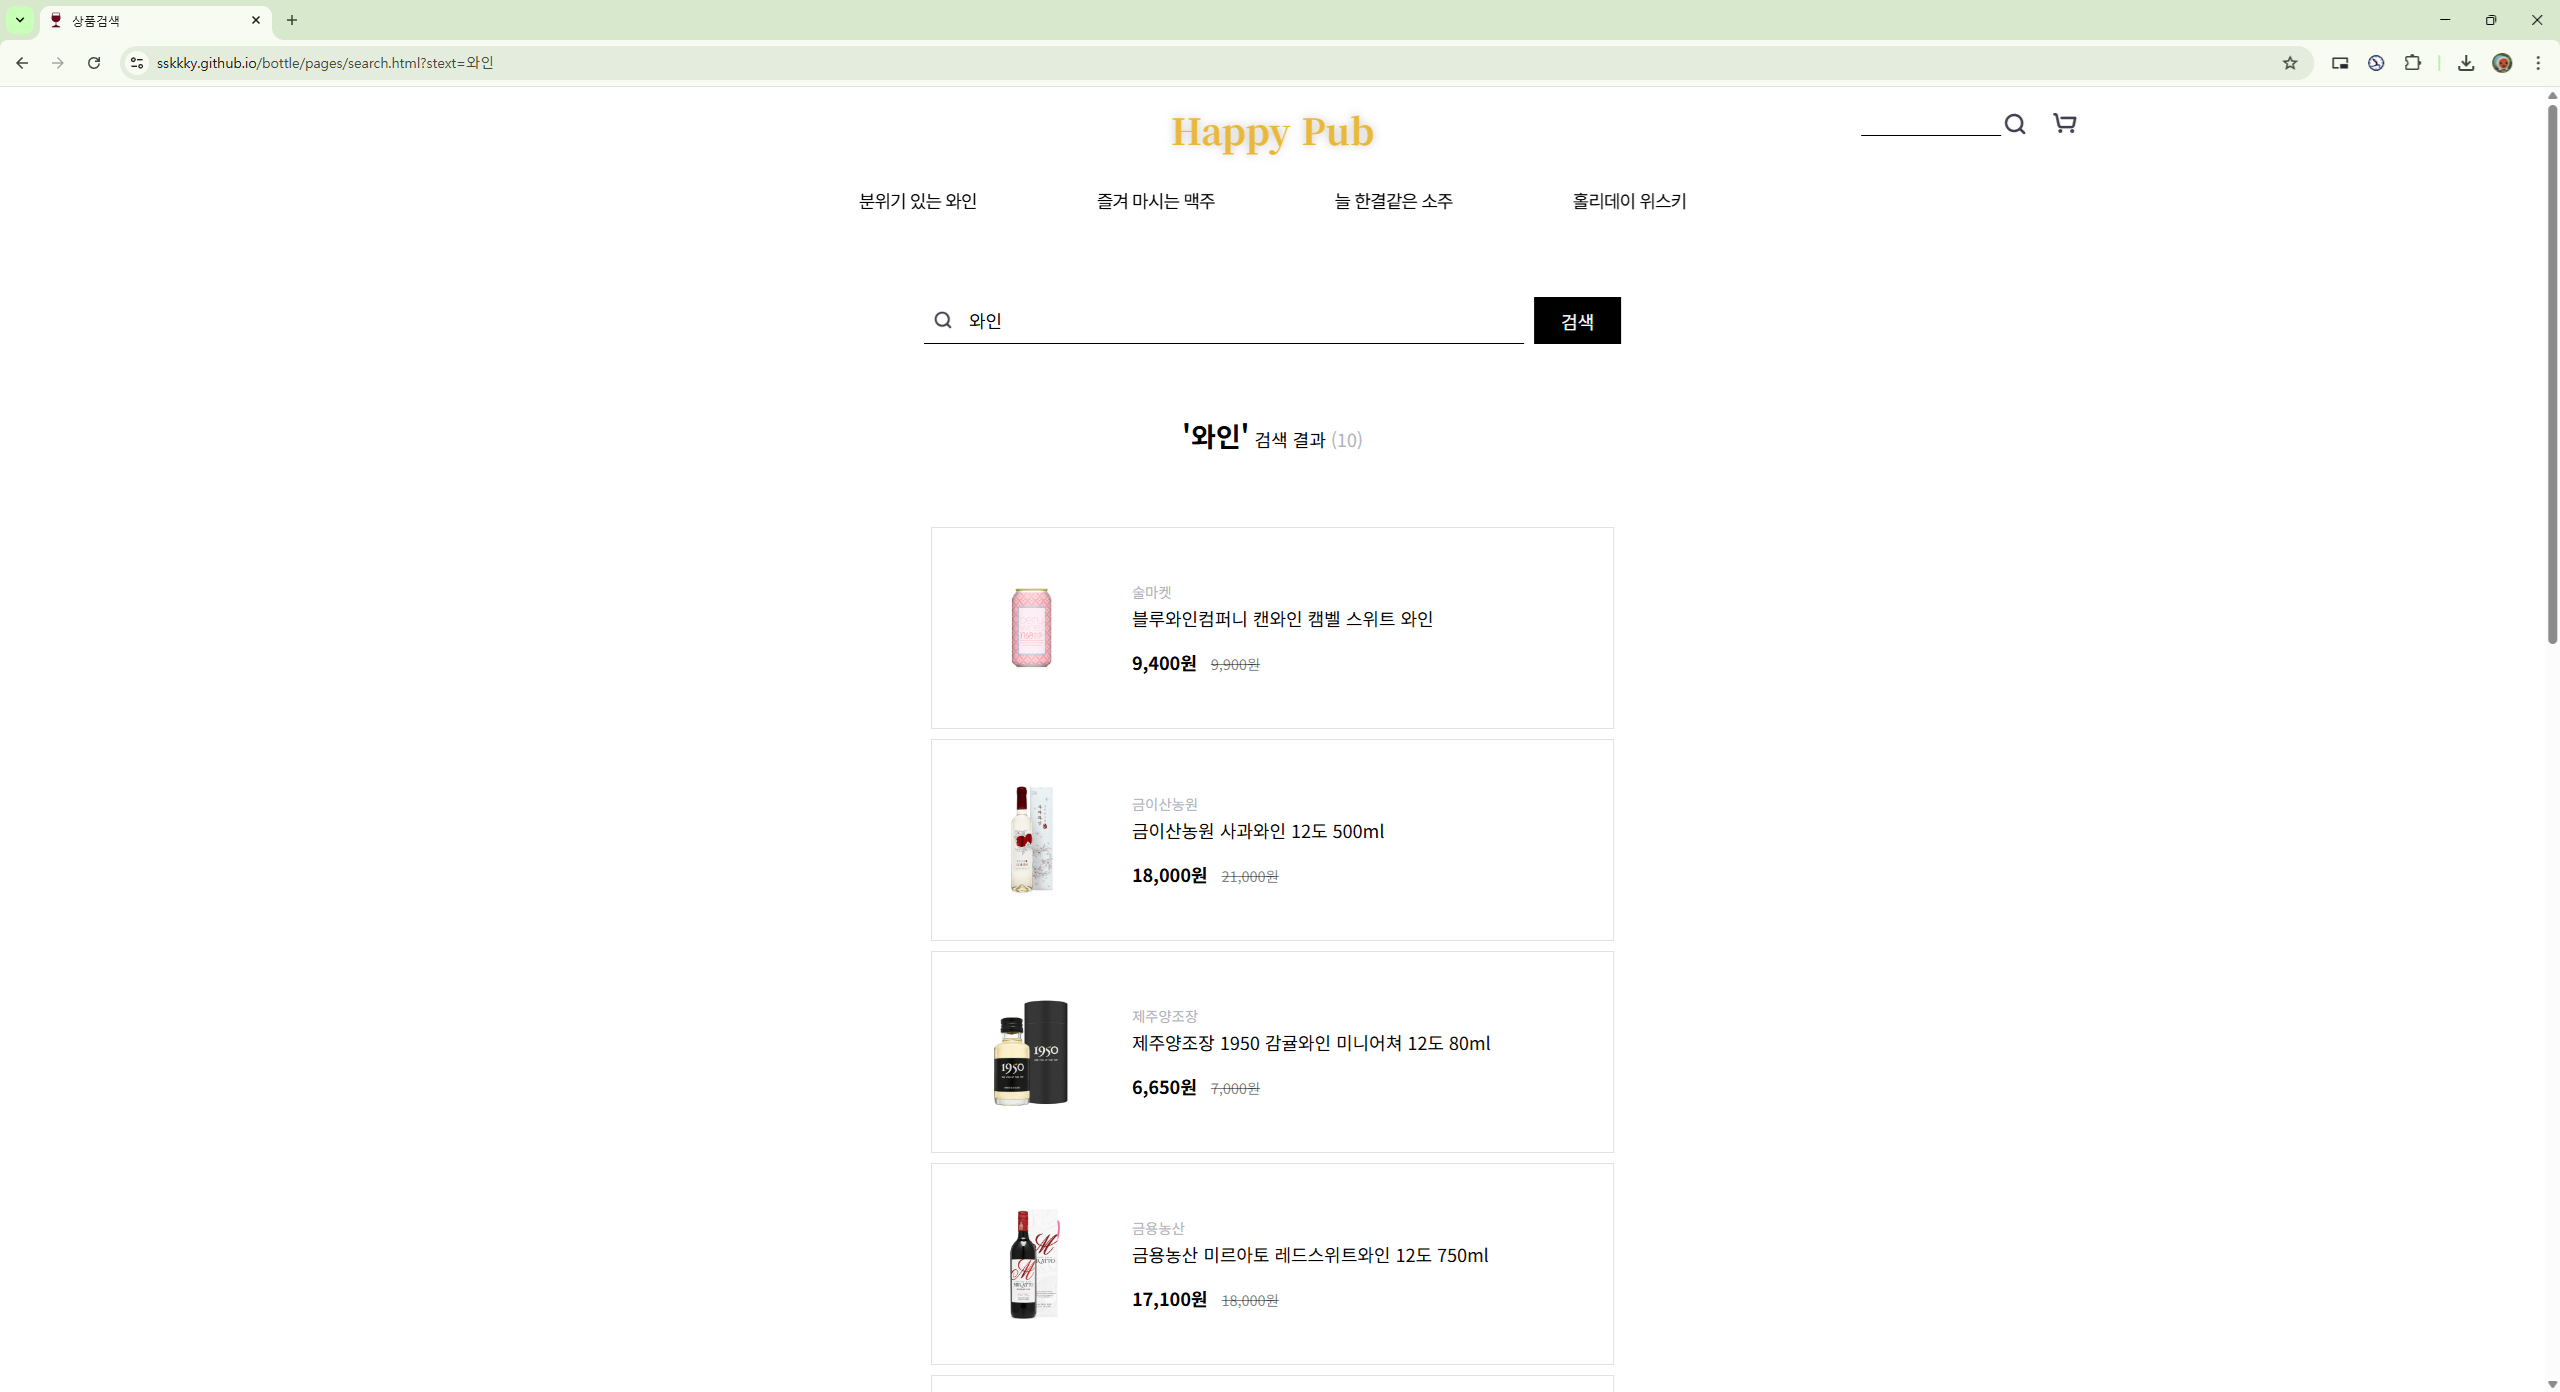 상품검색
sskkky.github.io/bottle/pages/search.html?stext=와인
Happy Pub
분위기 있는 와인
즐겨 마시는 맥주
늘 한결같은 소주
홀리데이 위스키
와인
검색
'와인' 검색 결과 (10)
술마켓
블루와인컴퍼니 캔와인 캠벨 스위트 와인
9,400원 9,900원
금이산농원
금이산농원 사과와인 12도 500ml
18,000원 21,000원
1950
1950
제주양조장
제주양조장 1950 감귤와인 미니어쳐 12도 80ml
6,650원 7,000원
금용농산
금용농산 미르아토 레드스위트와인 12도 750ml
17,100원 18,000원